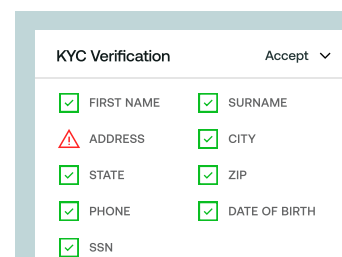 KYC Verification Accept
FIRST NAME SURNAME
ADDRESS CITY
STATE ZIP
PHONE DATE OF BIRTH
SSN